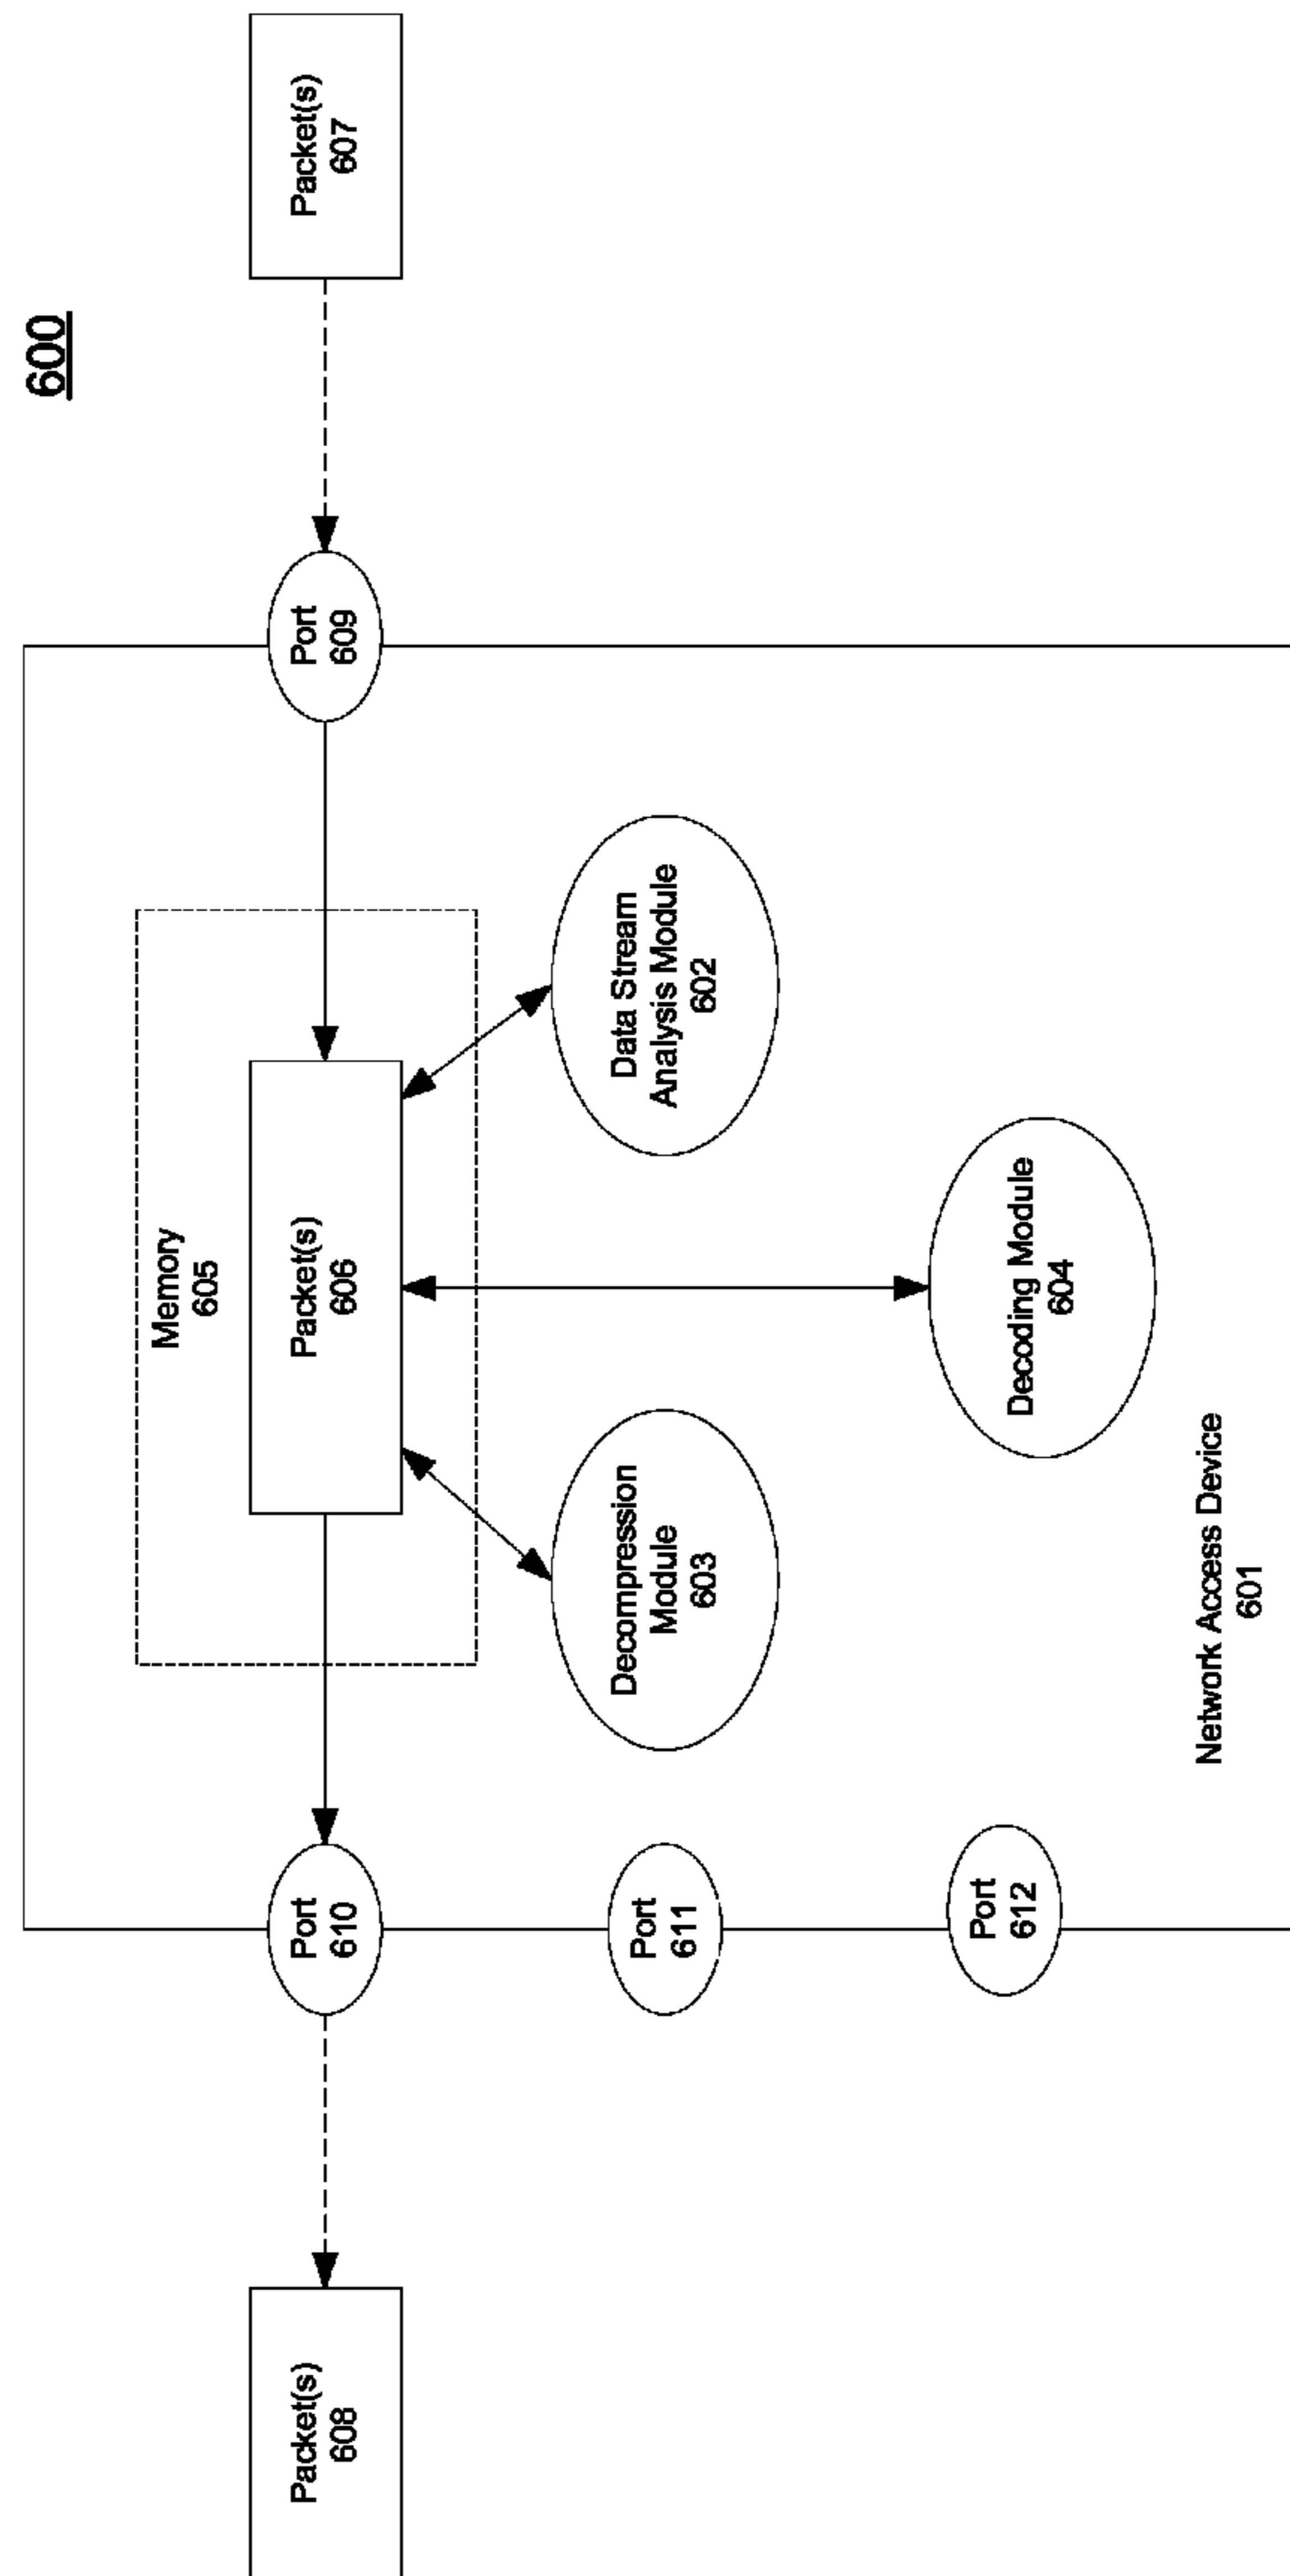 600
Packet(s)
608
Port
610
Memory
605
Packet(s)
606
Port
609
Packet(s)
607
Port
611
Decompression
Module
603
Data Stream
Analysis Module
602
Port
612
Decoding Module
604
Network Access Device
601